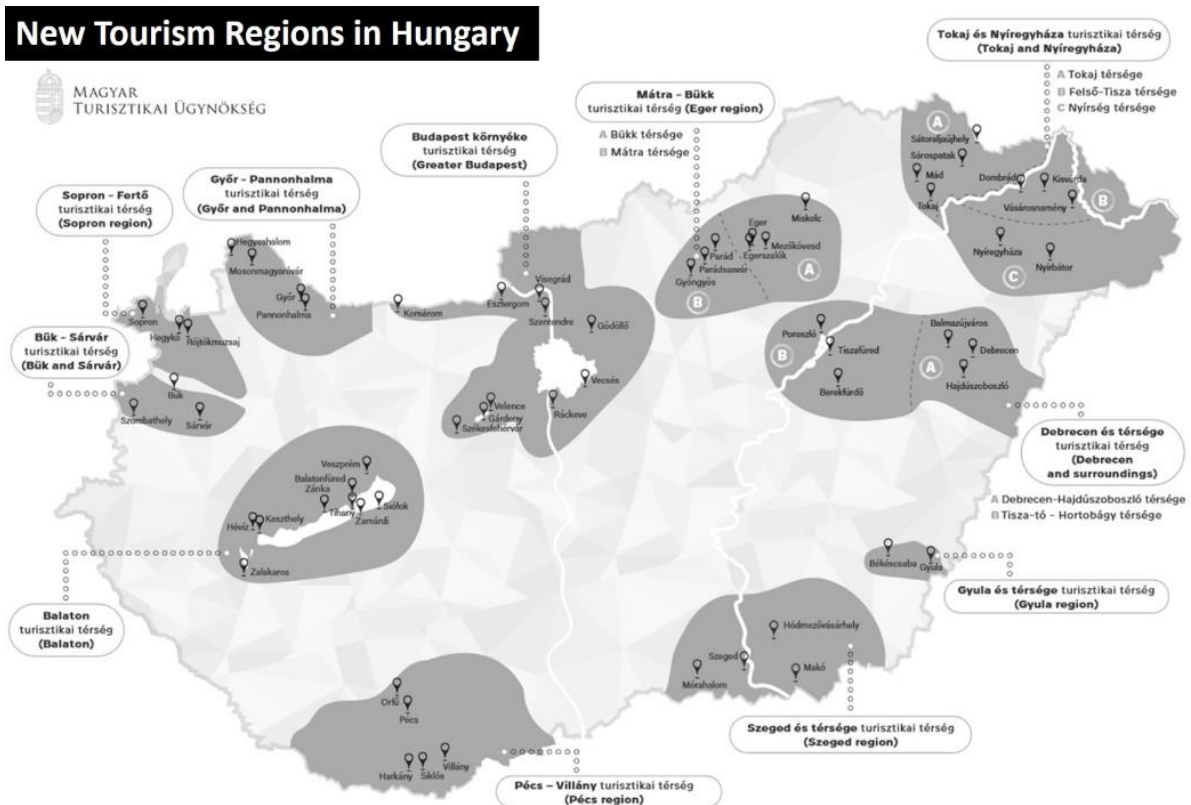 New Tourism Regions in Hungary
MAGYAR
TURISZTIKAI ÜGYNÖKSÉG
Tokaj és Nyíregyháza turisztikai térség
(Tokaj and Nyíregyháza)
A Tokaj térsége
B Felső-Tisza térsége
C Nyírség térsége
Mátra – Bükk
turisztikai térség (Eger region)
A Bükk térsége
B Mátra térsége
Budapest környéke
turisztikai térség
(Greater Budapest)
Győr – Pannonhalma
turisztikai térség
(Győr and Pannonhalma)
Sopron – Fertő
turisztikai térség
(Sopron region)
Bük – Sárvár
turisztikai térség
(Bük and Sárvár)
A
Sátoraljaújhely
Sárospatak
Mád
Tokaj
Dombrád
Kisvárda
Vásárosnamény
B
Nyíregyháza
Nyírbátor
C
Miskolc
Eger
Mezőkövesd
Egerszalók
Parád
Parádsasvár
Gyöngyös
A
B
Hegyeshalom
Mosonmagyaróvár
Győr
Pannonhalma
Sopron
Hegykő
Röjtökmuzsaj
Bük
Szombathely
Sárvár
Komárom
Esztergom
Visegrád
Szentendre
Gödöllő
Vecsés
Ráckeve
Velence
Gárdony
Székesfehérvár
Poroszló
Tiszafüred
Berekfürdő
B
Balmazújváros
Debrecen
Hajdúszoboszló
A
Debrecen és térsége
turisztikai térség
(Debrecen
and surroundings)
A Debrecen-Hajdúszoboszló térsége
B Tisza-tó – Hortobágy térsége
Veszprém
Balatonfüred
Zánka
Tihany
Siófok
Zamárdi
Keszthely
Hévíz
Zalakaros
Balaton
turisztikai térség
(Balaton)
Békéscsaba
Gyula
Gyula és térsége turisztikai térség
(Gyula region)
Hódmezővásárhely
Szeged
Makó
Mórahalom
Szeged és térsége turisztikai térség
(Szeged region)
Orfű
Pécs
Harkány
Siklós
Villány
Pécs – Villány turisztikai térség
(Pécs region)